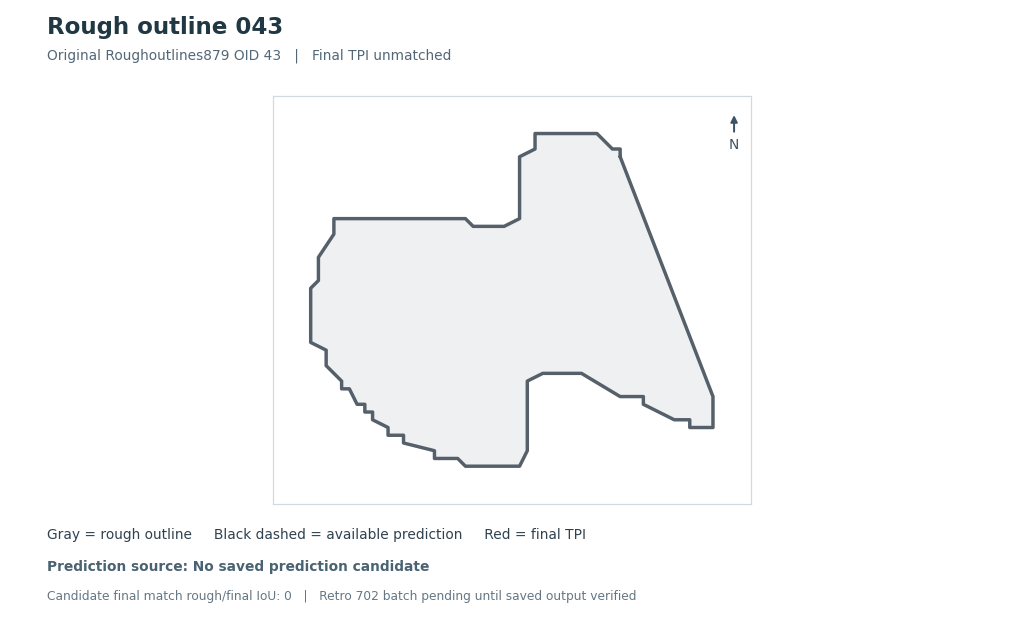 Rough outline 043
Original Roughoutlines879 OID 43   |   Final TPI unmatched
N
Gray = rough outline     Black dashed = available prediction     Red = final TPI
Prediction source: No saved prediction candidate
Candidate final match rough/final IoU: 0   |   Retro 702 batch pending until saved output verified